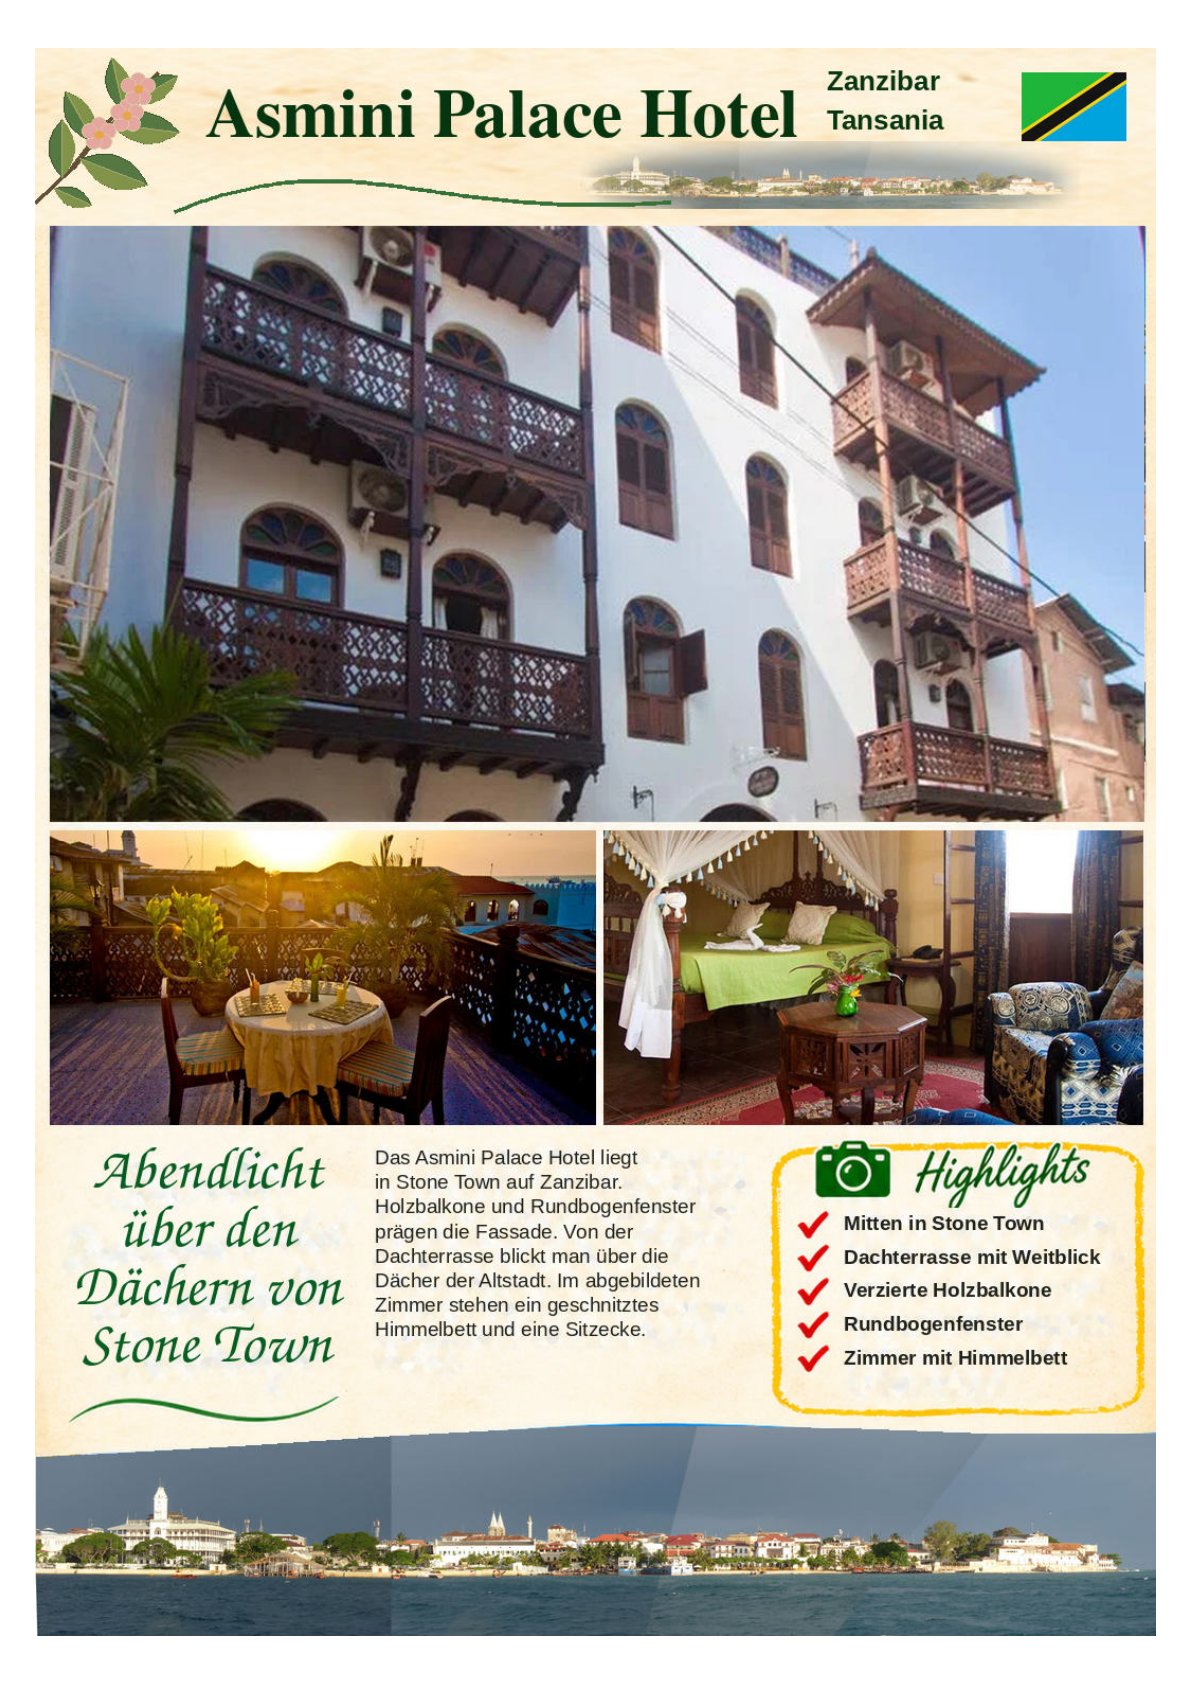 Asmini Palace Hotel
Zanzibar
Tansania
Abendlicht
über den
Dächern von
Stone Town
Das Asmini Palace Hotel liegt
in Stone Town auf Zanzibar.
Holzbalkone und Rundbogenfenster
prägen die Fassade. Von der
Dachterrasse blickt man über die
Dächer der Altstadt. Im abgebildeten
Zimmer stehen ein geschnitztes
Himmelbett und eine Sitzecke.
Highlights
Mitten in Stone Town
Dachterrasse mit Weitblick
Verzierte Holzbalkone
Rundbogenfenster
Zimmer mit Himmelbett